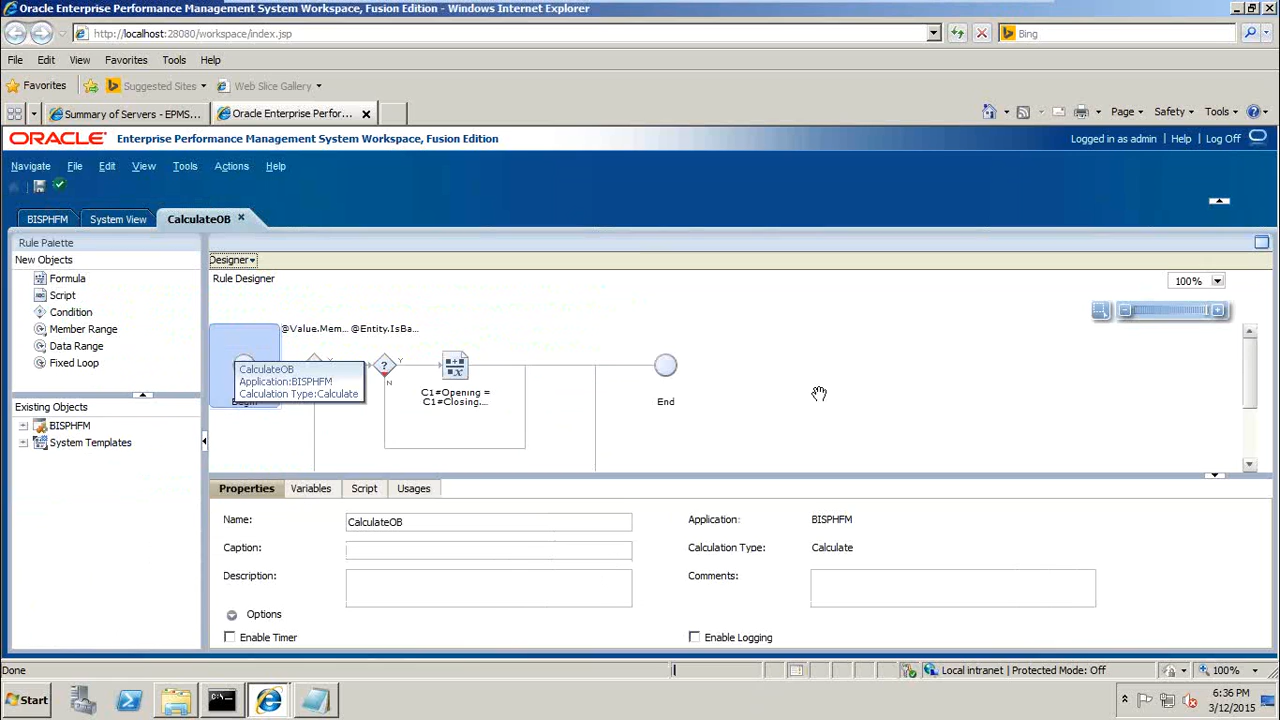 Oracle Enterprise Performance Management System Workspace, Fusion Edition - Windows Internet Explorer
http://localhost:28080/workspace/index.jsp
Bing
File Edit View Favorites Tools Help
Favorites Suggested Sites Web Slice Gallery
Summary of Servers - EPMS... Oracle Enterprise Perfor... Page Safety Tools
ORACLE Enterprise Performance Management System Workspace, Fusion Edition Logged in as admin Help Log Off
Navigate File Edit View Tools Actions Help
BISPHFM System View CalculateOB
Rule Palette
New Objects
Formula
Script
Condition
Member Range
Data Range
Fixed Loop
Existing Objects
BISPHFM
System Templates
Designer
Rule Designer
100%
@Value.Mem... @Entity.IsBa...
CalculateOB
Application:BISPHFM
Calculation Type:Calculate
Y
?
Y
N
C1#Opening =
C1#Closing...
End
Properties Variables Script Usages
Name: CalculateOB Application: BISPHFM
Caption: Calculation Type: Calculate
Description: Comments:
Options
Enable Timer Enable Logging
Done Local intranet | Protected Mode: Off 100%
Start
C:\
6:36 PM
3/12/2015